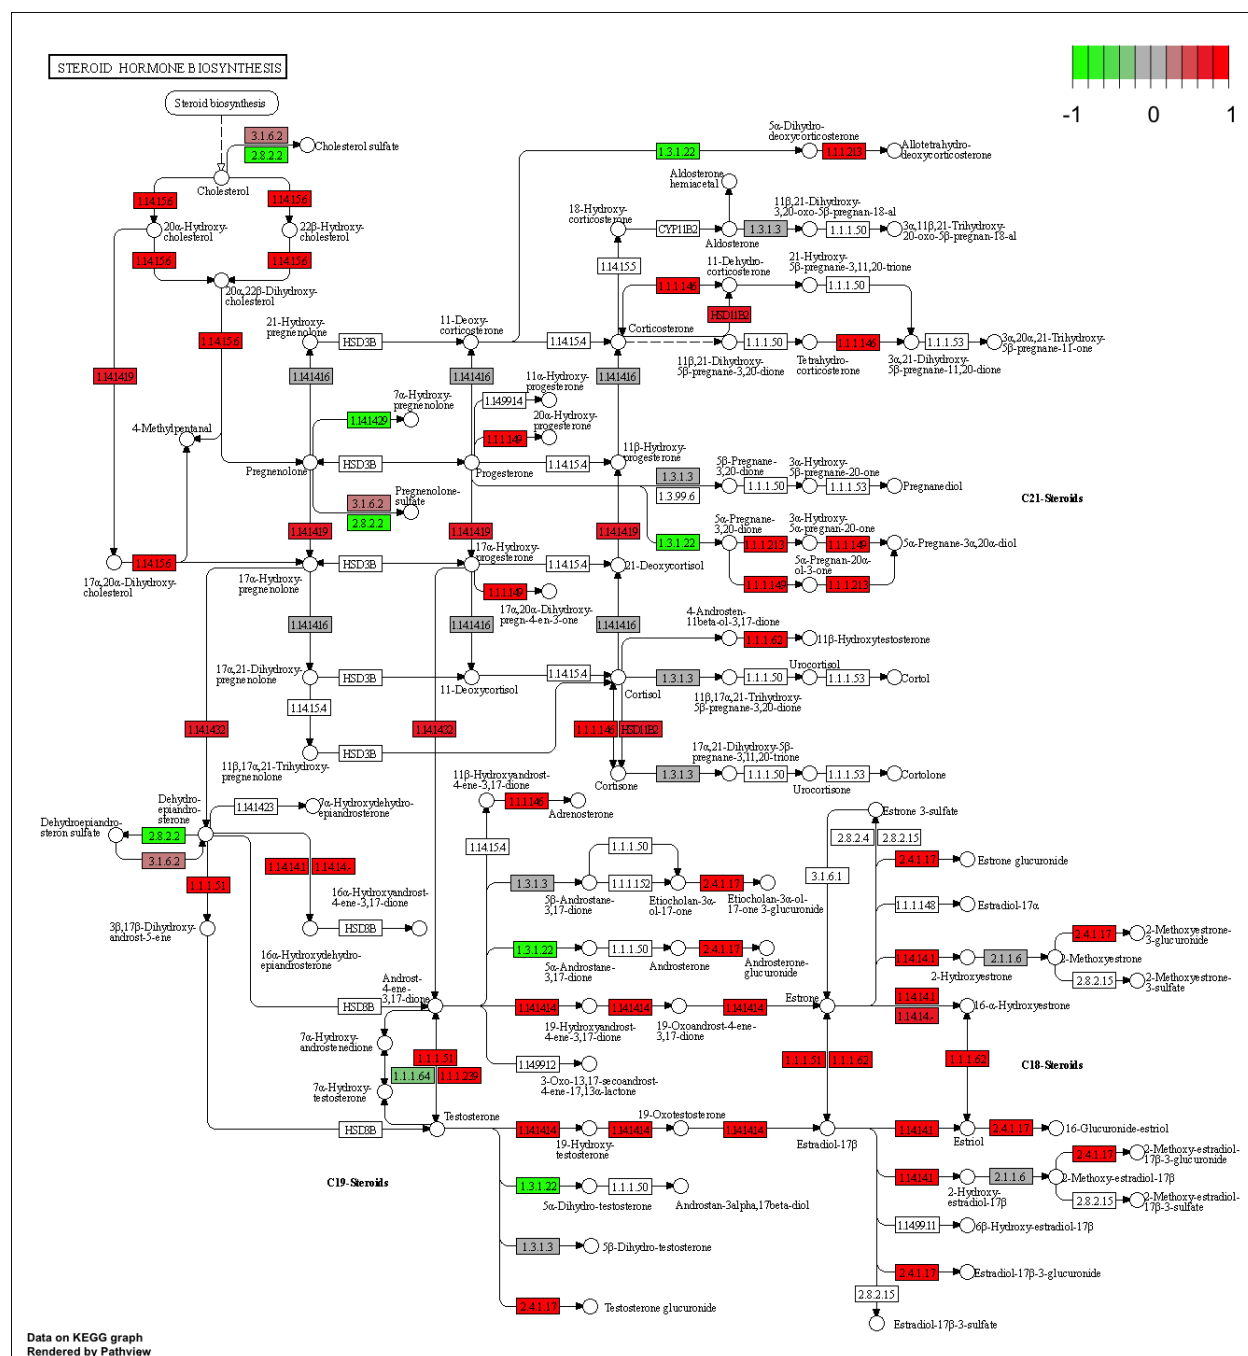 STEROID HORMONE BIOSYNTHESIS
-1 0 1
Steroid biosynthesis
3.1.6.2
2.8.2.2
Cholesterol sulfate
Cholesterol
1.14.15.6
1.14.15.6
20α-Hydroxy-
cholesterol
22β-Hydroxy-
cholesterol
1.14.15.6
1.14.15.6
20α,22β-Dihydroxy-
cholesterol
1.14.15.6
1.14.14.19
4-Methylpentanal
1.14.15.6
17α,20α-Dihydroxy-
cholesterol
1.3.1.22
5α-Dihydro-
deoxycorticosterone
1.1.1.213
Allotetrahydro-
deoxycorticosterone
Aldosterone
hemiacetal
18-Hydroxy-
corticosterone
CYP11B2
Aldosterone
1.3.1.3
11β,21-Dihydroxy-
3,20-oxo-5β-pregnan-18-al
1.1.1.50
3α,11β,21-Trihydroxy-
20-oxo-5β-pregnan-18-al
1.14.15.5
11-Dehydro-
corticosterone
1.1.1.146
21-Hydroxy-
5β-pregnane-3,11,20-trione
1.1.1.50
HSD11B2
21-Hydroxy-
pregnenolone
HSD3B
11-Deoxy-
corticosterone
1.14.15.4
Corticosterone
11β,21-Dihydroxy-
5β-pregnane-3,20-dione
1.1.1.50
Tetrahydro-
corticosterone
1.1.1.146
3α,21-Dihydroxy-
5β-pregnane-11,20-dione
1.1.1.53
3α,20α,21-Trihydroxy-
5β-pregnane-11-one
1.14.14.16
1.14.14.16
1.14.14.16
1.14.14.29
7α-Hydroxy-
pregnenolone
11α-Hydroxy-
progesterone
1.14.99.14
20α-Hydroxy-
progesterone
1.1.1.149
Pregnenolone
HSD3B
Progesterone
1.14.15.4
11β-Hydroxy-
progesterone
3.1.6.2
2.8.2.2
Pregnenolone-
sulfate
1.3.1.3
1.3.99.6
5β-Pregnane-
3,20-dione
1.1.1.50
3α-Hydroxy-
5β-pregnane-20-one
1.1.1.53
Pregnanediol
C21-Steroids
1.3.1.22
5α-Pregnane-
3,20-dione
1.1.1.213
3α-Hydroxy-
5α-pregnan-20-one
1.1.1.149
5α-Pregnane-3α,20α-diol
1.1.1.149
5α-Pregnan-20α-
ol-3-one
1.1.1.213
1.14.14.19
1.14.14.19
1.14.14.19
17α-Hydroxy-
pregnenolone
HSD3B
17α-Hydroxy-
progesterone
1.14.15.4
21-Deoxycortisol
1.1.1.149
17α,20α-Dihydroxy-
pregn-4-en-3-one
1.14.14.16
1.14.14.16
1.14.14.16
4-Androsten-
11beta-ol-3,17-dione
1.1.1.62
11β-Hydroxytestosterone
17α,21-Dihydroxy-
pregnenolone
HSD3B
11-Deoxycortisol
1.14.15.4
Cortisol
1.3.1.3
11β,17α,21-Trihydroxy-
5β-pregnane-3,20-dione
1.1.1.50
Urocortisol
1.1.1.53
Cortol
1.14.15.4
1.14.14.32
1.14.14.32
1.1.1.146
HSD11B2
11β,17α,21-Trihydroxy-
pregnenolone
HSD3B
Cortisone
1.3.1.3
17α,21-Dihydroxy-5β-
pregnane-3,11,20-trione
1.1.1.50
Urocortisone
1.1.1.53
Cortolone
Dehydroepiandro-
steron sulfate
Dehydro-
epiandro-
sterone
2.8.2.2
3.1.6.2
1.14.14.23
7α-Hydroxydehydro-
epiandrosterone
1.1.1.51
1.14.14.1
1.14.14.-
16α-Hydroxyandrost-
4-ene-3,17-dione
HSD3B
3β,17β-Dihydroxy-
androst-5-ene
16α-Hydroxydehydro-
epiandrosterone
11β-Hydroxyandrost-
4-ene-3,17-dione
1.1.1.146
Adrenosterone
1.14.15.4
1.3.1.3
5β-Androstane-
3,17-dione
1.1.1.50
1.1.1.152
Etiocholan-3α-
ol-17-one
2.4.1.17
Etiocholan-3α-ol-
17-one 3-glucuronide
1.3.1.22
5α-Androstane-
3,17-dione
1.1.1.50
Androsterone
2.4.1.17
Androsterone-
glucuronide
Androst-
4-ene-
3,17-dione
HSD3B
1.14.14.14
19-Hydroxyandrost-
4-ene-3,17-dione
1.14.14.14
19-Oxoandrost-4-ene-
3,17-dione
1.14.14.14
Estrone
7α-Hydroxy-
androstenedione
1.1.1.51
1.1.1.64
1.1.1.239
7α-Hydroxy-
testosterone
1.14.99.12
3-Oxo-13,17-secoandrost-
4-ene-17,13α-lactone
Estrone 3-sulfate
2.8.2.4
2.8.2.15
3.1.6.1
2.4.1.17
Estrone glucuronide
1.1.1.148
Estradiol-17α
1.14.14.1
2-Hydroxyestrone
2.1.1.6
2-Methoxyestrone
2.4.1.17
2-Methoxyestrone-
3-glucuronide
2.8.2.15
2-Methoxyestrone-
3-sulfate
1.14.14.1
1.14.14.-
16-α-Hydroxyestrone
1.1.1.51
1.1.1.62
1.1.1.62
C18-Steroids
HSD3B
Testosterone
1.14.14.14
19-Hydroxy-
testosterone
1.14.14.14
19-Oxotestosterone
1.14.14.14
Estradiol-17β
1.14.14.1
Estriol
2.4.1.17
16-Glucuronide-estriol
C19-Steroids
1.3.1.22
5α-Dihydro-testosterone
1.1.1.50
Androstan-3alpha,17beta-diol
1.14.14.1
2-Hydroxy-
estradiol-17β
2.1.1.6
2-Methoxy-estradiol-17β
2.4.1.17
2-Methoxy-estradiol-
17β-3-glucuronide
2.8.2.15
2-Methoxy-estradiol-
17β-3-sulfate
1.14.99.11
6β-Hydroxy-estradiol-17β
1.3.1.3
5β-Dihydro-testosterone
2.4.1.17
Estradiol-17β-3-glucuronide
2.4.1.17
Testosterone glucuronide
2.8.2.15
Estradiol-17β-3-sulfate
Data on KEGG graph
Rendered by Pathview